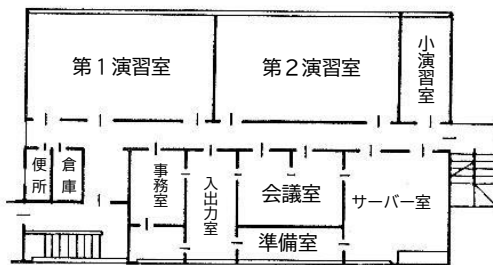 第1演習室
第2演習室
小演習室
便所
倉庫
事務室
入出力室
会議室
サーバー室
準備室